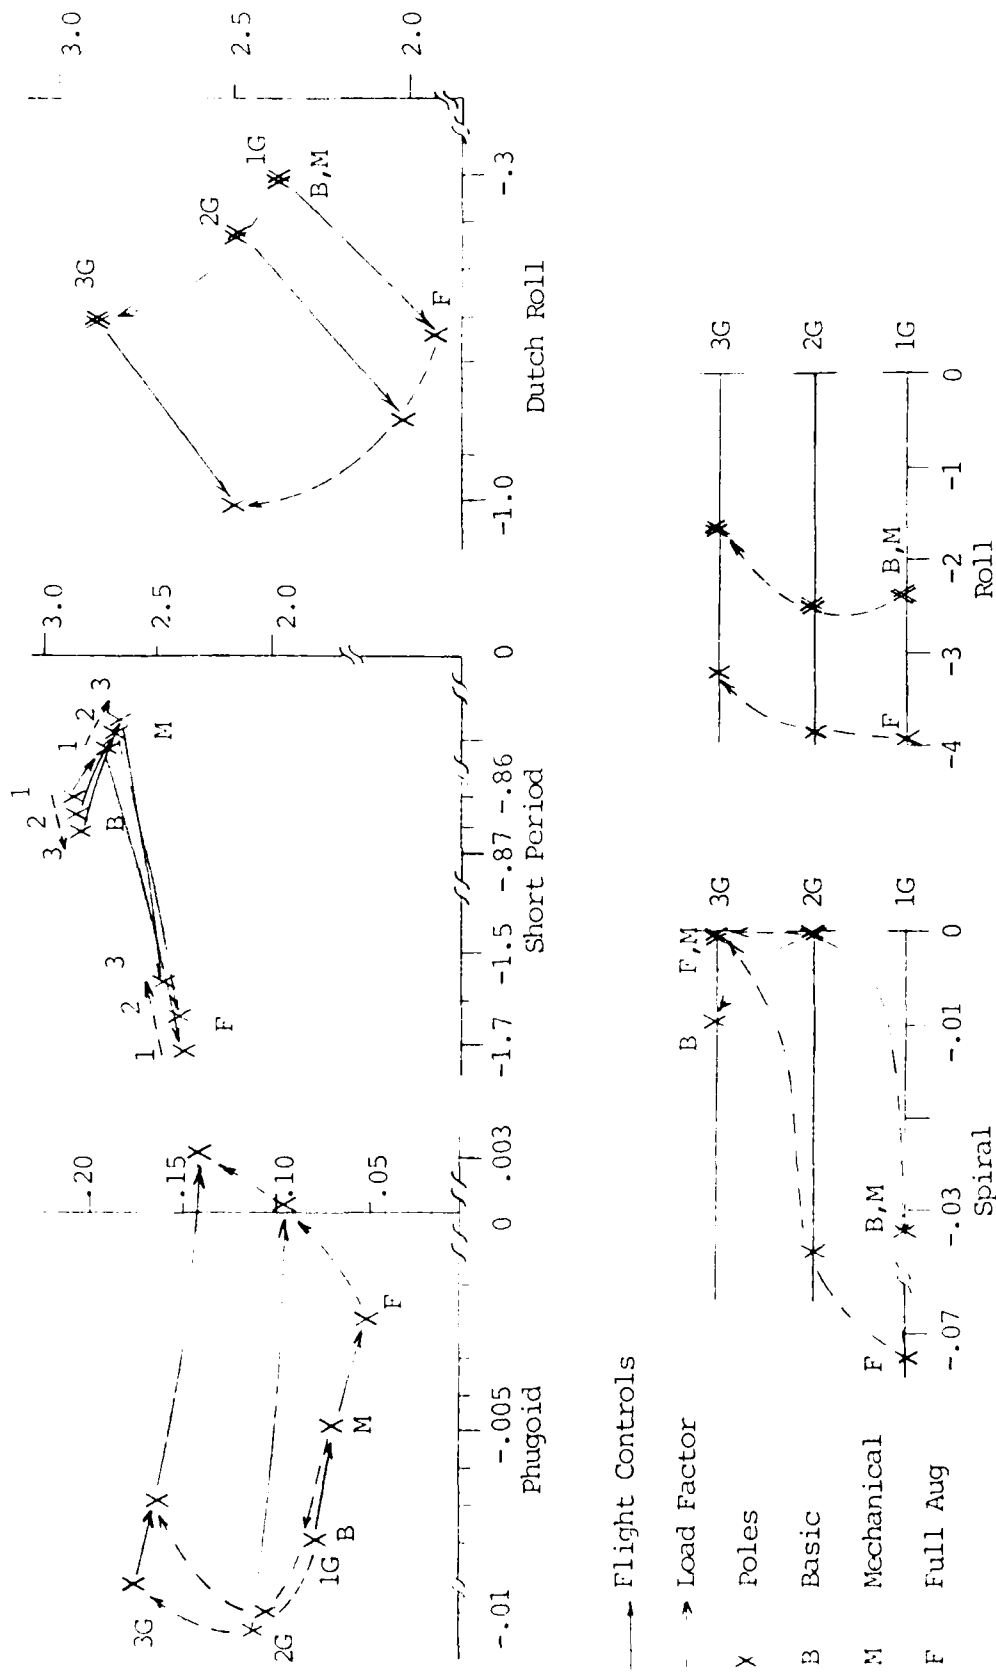 .20
.15
.10
.05
3G
2G
1G
B
M
F
-.01
-.005
0
.003
Phugoid
3.0
2.5
2.0
3 2 1
B
1 2 3
M
1 2 3
F
-1.7
-1.5
-.87
-.86
0
Short Period
3.0
2.5
2.0
3G
2G
1G
B,M
F
-1.0
-.3
Dutch Roll
Flight Controls
Load Factor
X Poles
B Basic
M Mechanical
F Full Aug
B
F,M
3G
2G
1G
F
B,M
-.07
-.03
-.01
0
Spiral
3G
2G
1G
F
B,M
-4
-3
-2
-1
0
Roll